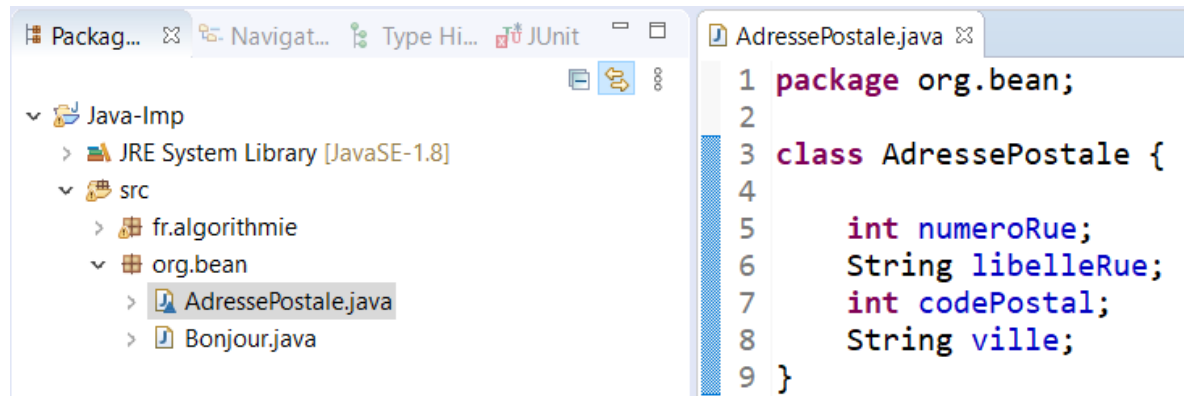 Packag... Navigat... Type Hi... JUnit
Java-Imp
JRE System Library [JavaSE-1.8]
src
fr.algorithmie
org.bean
AdressePostale.java
Bonjour.java
AdressePostale.java
1 package org.bean;
2
3 class AdressePostale {
4
5 int numeroRue;
6 String libelleRue;
7 int codePostal;
8 String ville;
9 }